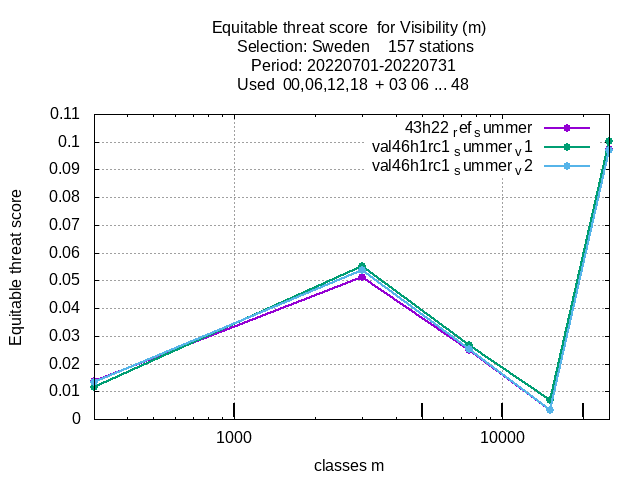 Equitable threat score for Visibility (m)
Selection: Sweden 157 stations
Period: 20220701-20220731
Used 00,06,12,18 + 03 06 ... 48
43h22 ref summer
val46h1rc1 summer v1
val46h1rc1 summer v2
Equitable threat score
0.11
0.1
0.09
0.08
0.07
0.06
0.05
0.04
0.03
0.02
0.01
0
1000 10000
classes m